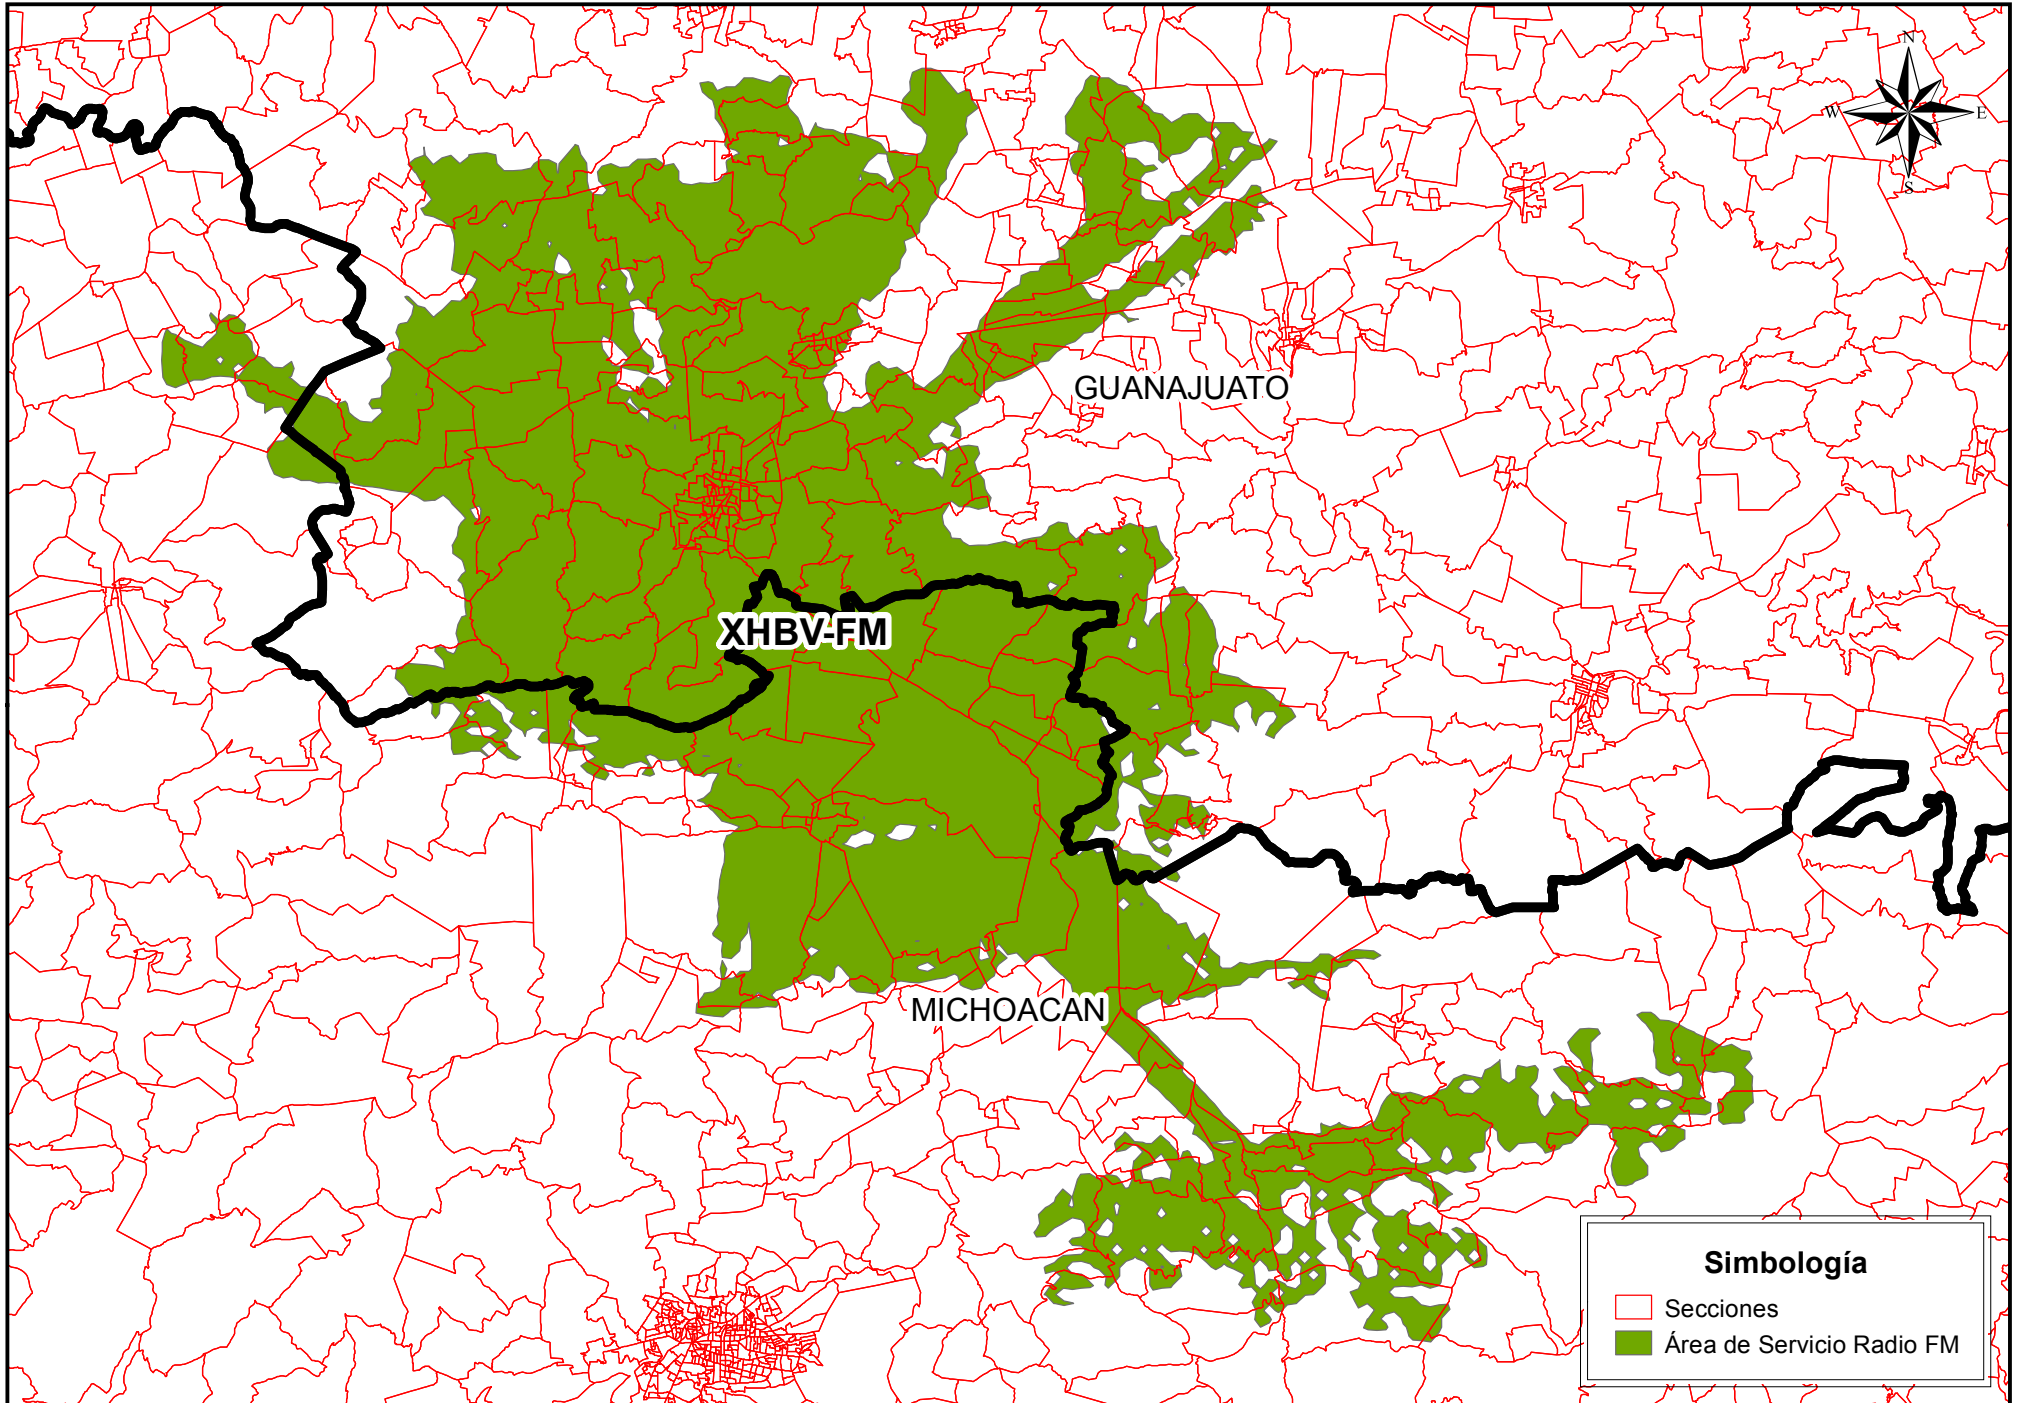 N
W
E
S
GUANAJUATO
XHBV-FM
MICHOACAN
Simbología
Secciones
Área de Servicio Radio FM